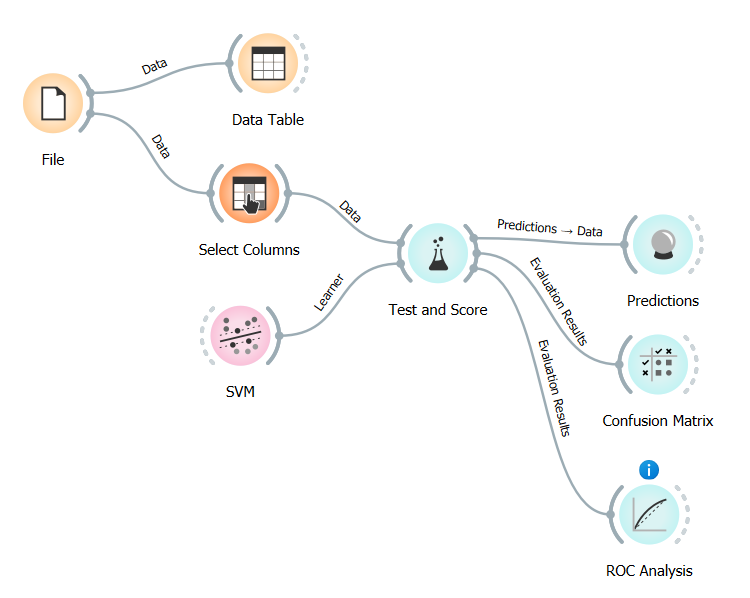 Data
Data Table
File
Data
Select Columns
Data
Learner
SVM
Test and Score
Predictions → Data
Predictions
Evaluation Results
Confusion Matrix
Evaluation Results
i
ROC Analysis